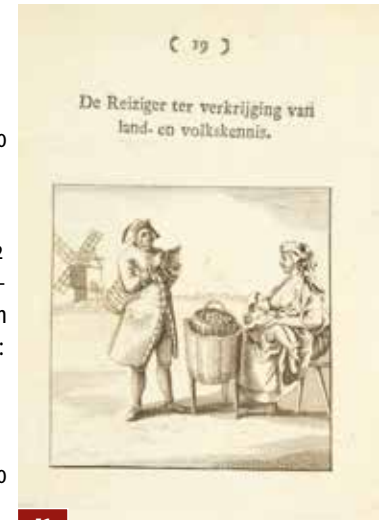 ( 19 )
De Reiziger ter verkrijging van
land- en volkskennis.